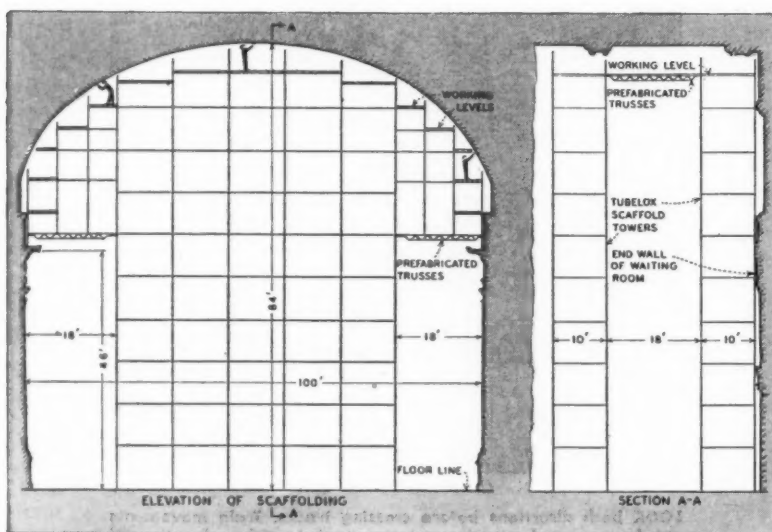 A
WORKING LEVELS
PREFABRICATED TRUSSES
84'
18'
46'
18'
100'
FLOOR LINE
ELEVATION OF SCAFFOLDING
A
WORKING LEVEL
PREFABRICATED TRUSSES
TUBELOX
SCAFFOLD
TOWERS
END WALL
OF WAITING
ROOM
10'
18'
10'
SECTION A-A